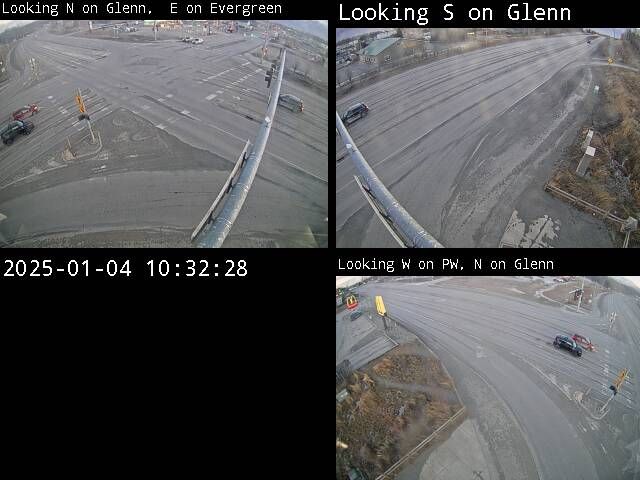 Looking N on Glenn,  E on Evergreen
Looking S on Glenn
2025-01-04 10:32:28
Looking W on PW, N on Glenn